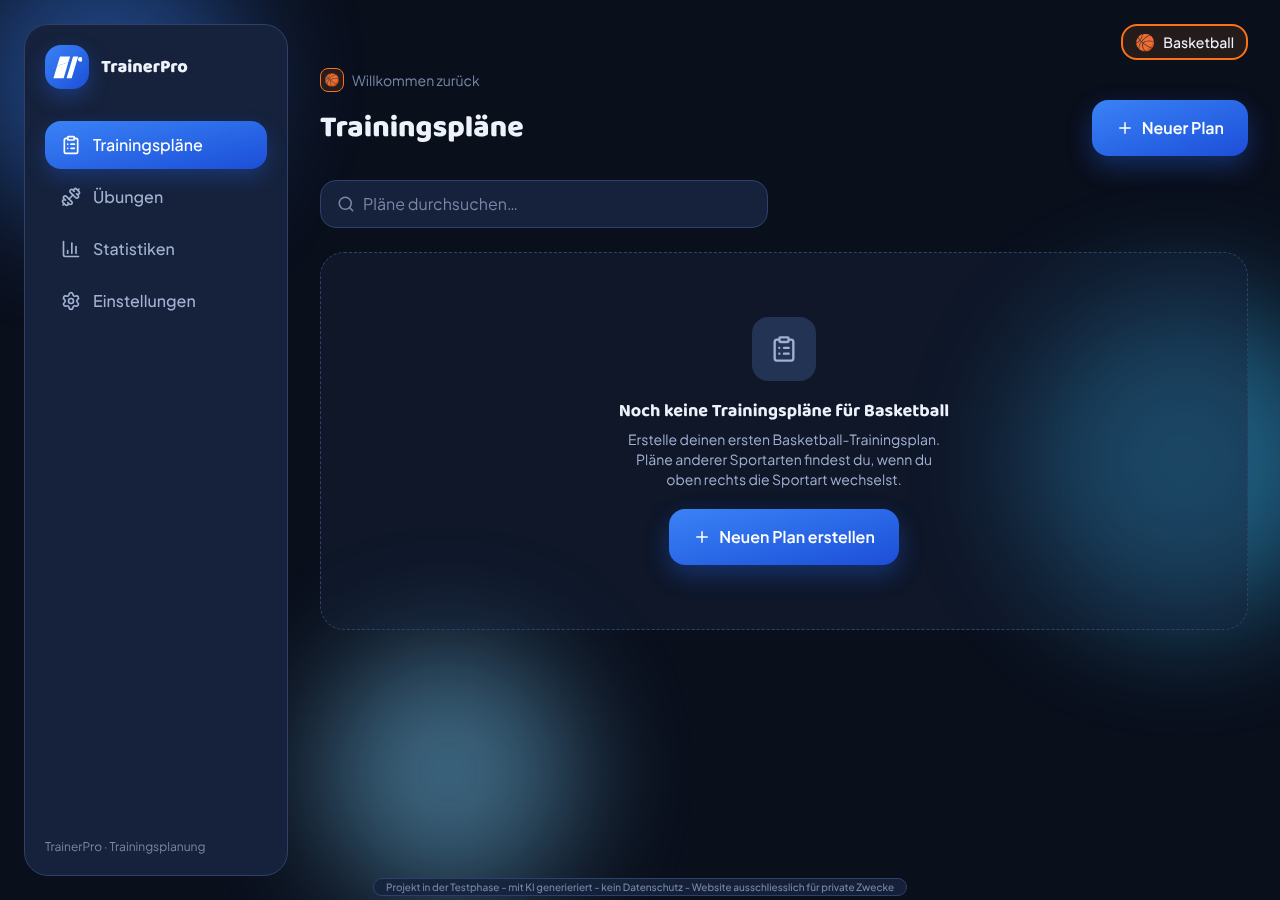 TrainerPro
Trainingspläne
Übungen
Statistiken
Einstellungen
TrainerPro · Trainingsplanung
Basketball
Willkommen zurück
Trainingspläne
Neuer Plan
Pläne durchsuchen…
Noch keine Trainingspläne für Basketball
Erstelle deinen ersten Basketball-Trainingsplan.
Pläne anderer Sportarten findest du, wenn du
oben rechts die Sportart wechselst.
Neuen Plan erstellen
Projekt in der Testphase – mit KI generieriert – kein Datenschutz – Website ausschliesslich für private Zwecke